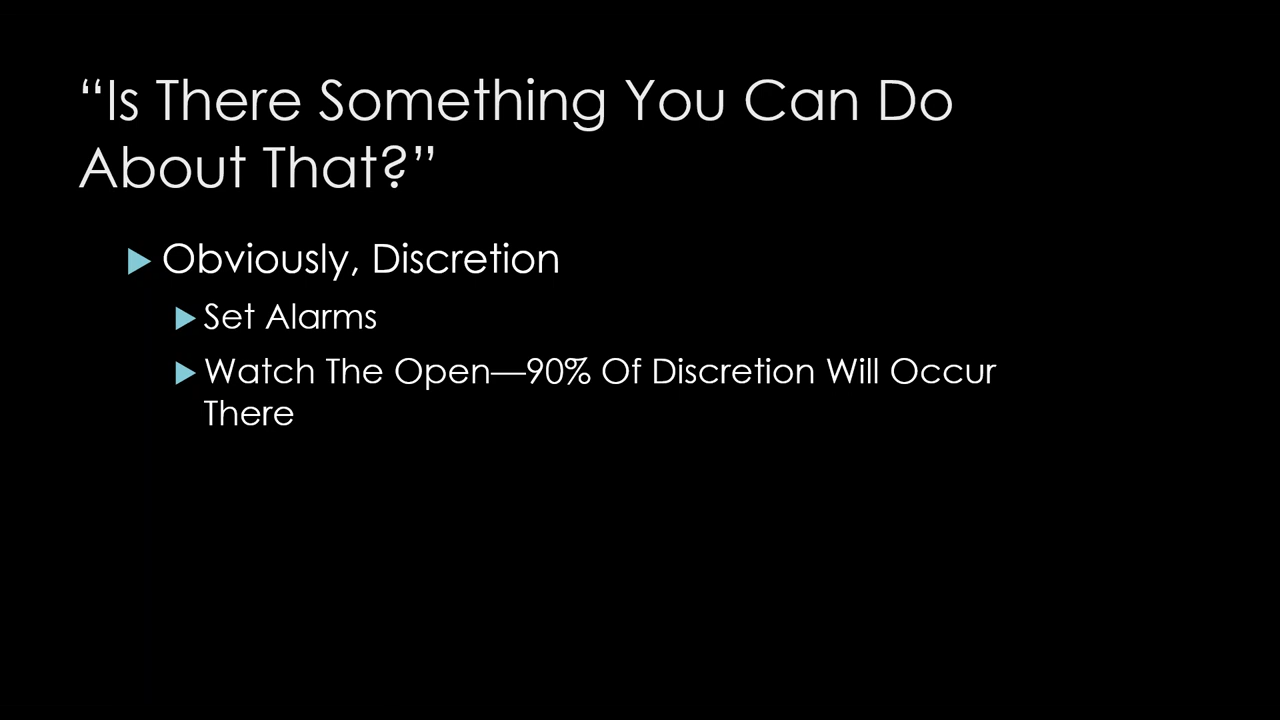 “Is There Something You Can Do
About That?”
Obviously, Discretion
Set Alarms
Watch The Open—90% Of Discretion Will Occur
There